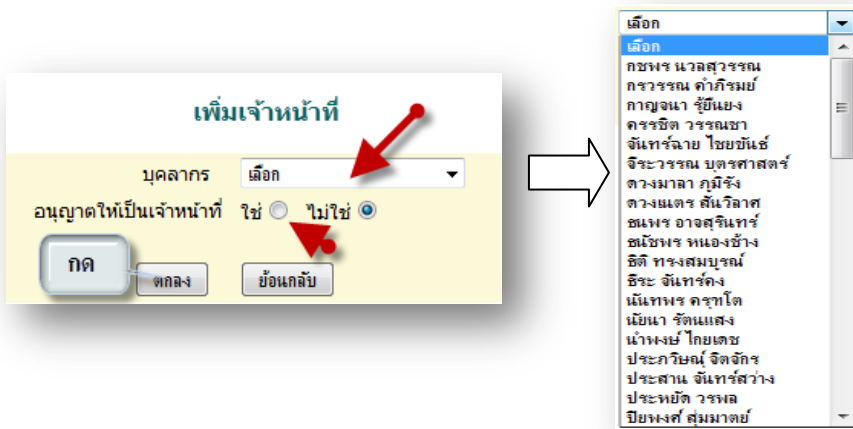 เพิ่มเจ้าหน้าที่
บุคลากร เลือก
อนุญาตให้เป็นเจ้าหน้าที่ ใช่ ไม่ใช่
กด
ตกลง ย้อนกลับ
เลือก
เลือก
กชพร นวลสุวรรณ
กรวรรณ คำภิรมย์
กาญจนา รู้ยืนยง
ครรชิต วรรณชา
จันทร์ฉาย ไชยขันธ์
จีระวรรณ บุตรศาสตร์
ดวงมาลา ภูมิรัง
ดวงเนตร สันวิลาศ
ชนพร อาจสุรินทร์
ธนัชพร หนองช้าง
ธิติ ทรงสมบูรณ์
ธีระ จันทร์คง
นันทพร ครุฑโต
นัยนา รัตนแสง
นำพงษ์ ไกยเดช
ประภวิษณุ์ จิตจักร
ประสาน จันทร์สว่าง
ประหยัด วรพล
ปิยพงศ์ สุ่มมาตย์